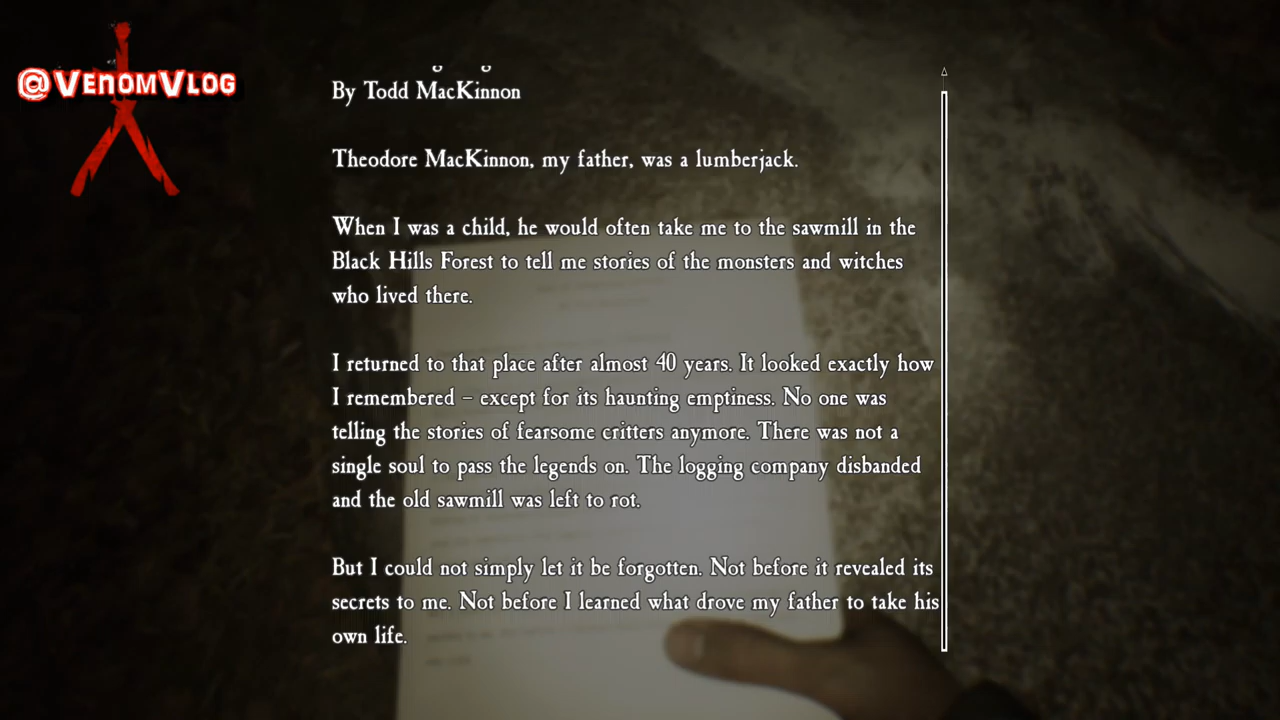 @VenomVlog
By Todd MacKinnon
Theodore MacKinnon, my father, was a lumberjack.
When I was a child, he would often take me to the sawmill in the
Black Hills Forest to tell me stories of the monsters and witches
who lived there.
I returned to that place after almost 40 years. It looked exactly how
I remembered – except for its haunting emptiness. No one was
telling the stories of fearsome critters anymore. There was not a
single soul to pass the legends on. The logging company disbanded
and the old sawmill was left to rot.
But I could not simply let it be forgotten. Not before it revealed its
secrets to me. Not before I learned what drove my father to take his
own life.